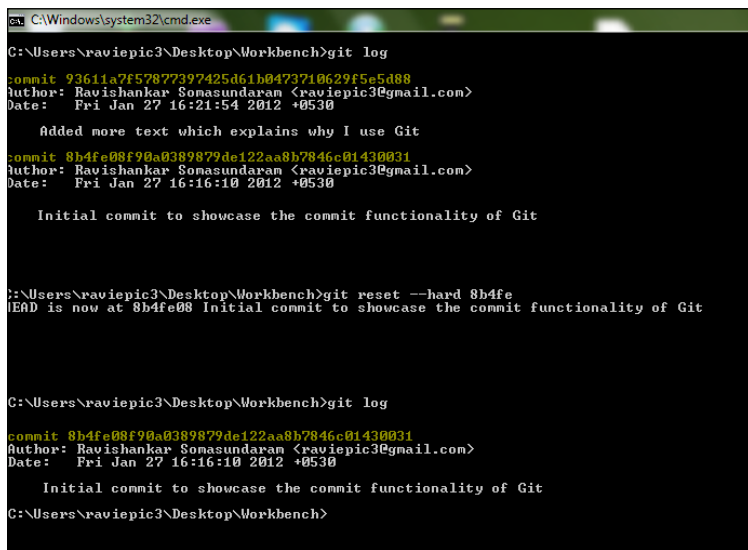 C:\Windows\system32\cmd.exe
C:\Users\raviepic3\Desktop\Workbench>git log
commit 93611a7f57877397425d61b0473710629f5e5d88
Author: Ravishankar Somasundaram <raviepic3@gmail.com>
Date: Fri Jan 27 16:21:54 2012 +0530
Added more text which explains why I use Git
commit 8b4fe08f90a0389879de122aa8b7846c01430031
Author: Ravishankar Somasundaram <raviepic3@gmail.com>
Date: Fri Jan 27 16:16:10 2012 +0530
Initial commit to showcase the commit functionality of Git
C:\Users\raviepic3\Desktop\Workbench>git reset --hard 8b4fe
HEAD is now at 8b4fe08 Initial commit to showcase the commit functionality of Git
C:\Users\raviepic3\Desktop\Workbench>git log
commit 8b4fe08f90a0389879de122aa8b7846c01430031
Author: Ravishankar Somasundaram <raviepic3@gmail.com>
Date: Fri Jan 27 16:16:10 2012 +0530
Initial commit to showcase the commit functionality of Git
C:\Users\raviepic3\Desktop\Workbench>